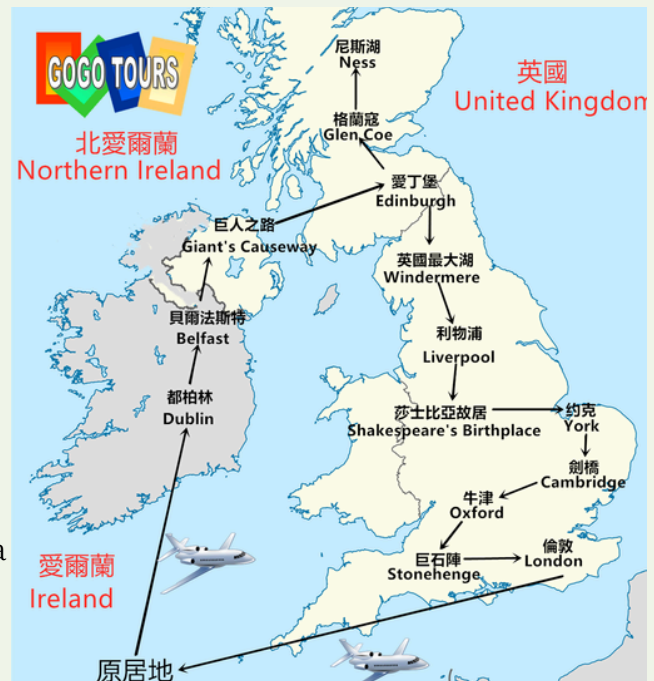 尼斯湖
Ness
GOGO TOURS
英國
United Kingdom
格蘭寇
Glen Coe
北愛爾蘭
Northern Ireland
愛丁堡
Edinburgh
巨人之路
Giant's Causeway
英國最大湖
Windermere
貝爾法斯特
Belfast
利物浦
Liverpool
都柏林
Dublin
莎士比亞故居
Shakespeare's Birthplace
约克
York
劍橋
Cambridge
牛津
Oxford
a
愛爾蘭
Ireland
巨石陣
Stonehenge
倫敦
London
原居地